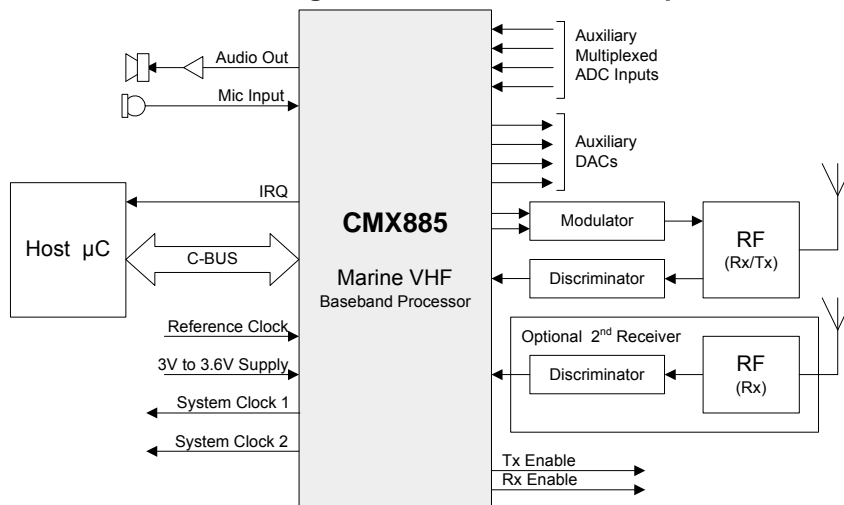 Audio Out
Mic Input
IRQ
Host µC
C-BUS
Reference Clock
3V to 3.6V Supply
System Clock 1
System Clock 2
CMX885
Marine VHF
Baseband Processor
Auxiliary
Multiplexed
ADC Inputs
Auxiliary
DACs
Modulator
Discriminator
RF
(Rx/Tx)
Optional 2nd Receiver
Discriminator
RF
(Rx)
Tx Enable
Rx Enable